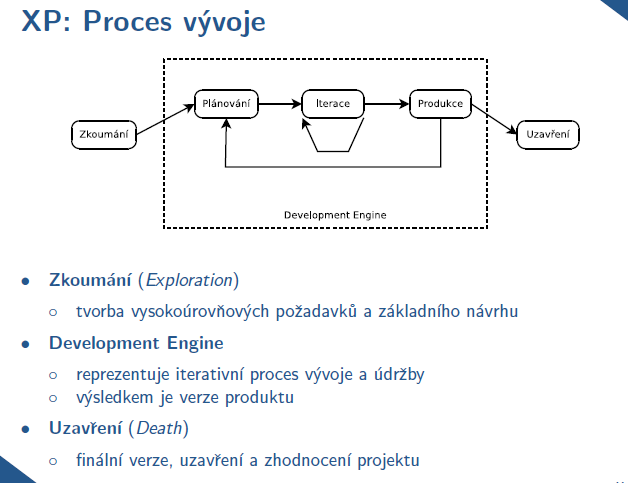 XP: Proces vývoje
Zkoumání
Plánování
Iterace
Produkce
Uzavření
Development Engine
• Zkoumání (Exploration)
○ tvorba vysokoúrovňových požadavků a základního návrhu
• Development Engine
○ reprezentuje iterativní proces vývoje a údržby
○ výsledkem je verze produktu
• Uzavření (Death)
○ finální verze, uzavření a zhodnocení projektu